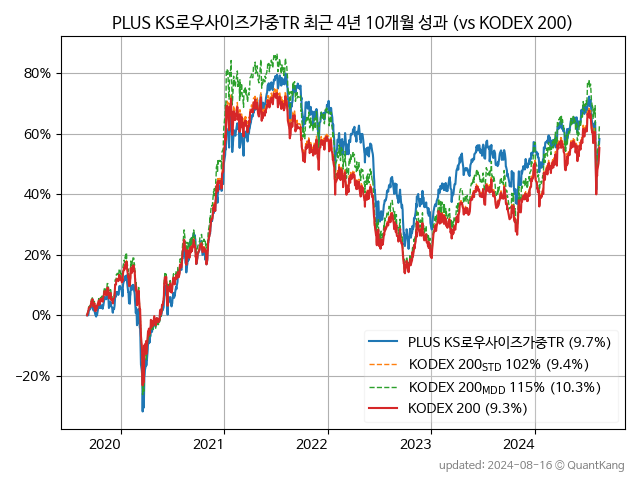 PLUS KS로우사이즈가중TR 최근 4년 10개월 성과 (vs KODEX 200)
80%
60%
40%
20%
0%
−20%
PLUS KS로우사이즈가중TR (9.7%)
KODEX 200STD 102% (9.4%)
KODEX 200MDD 115% (10.3%)
KODEX 200 (9.3%)
2020 2021 2022 2023 2024
updated: 2024-08-16 © QuantKang